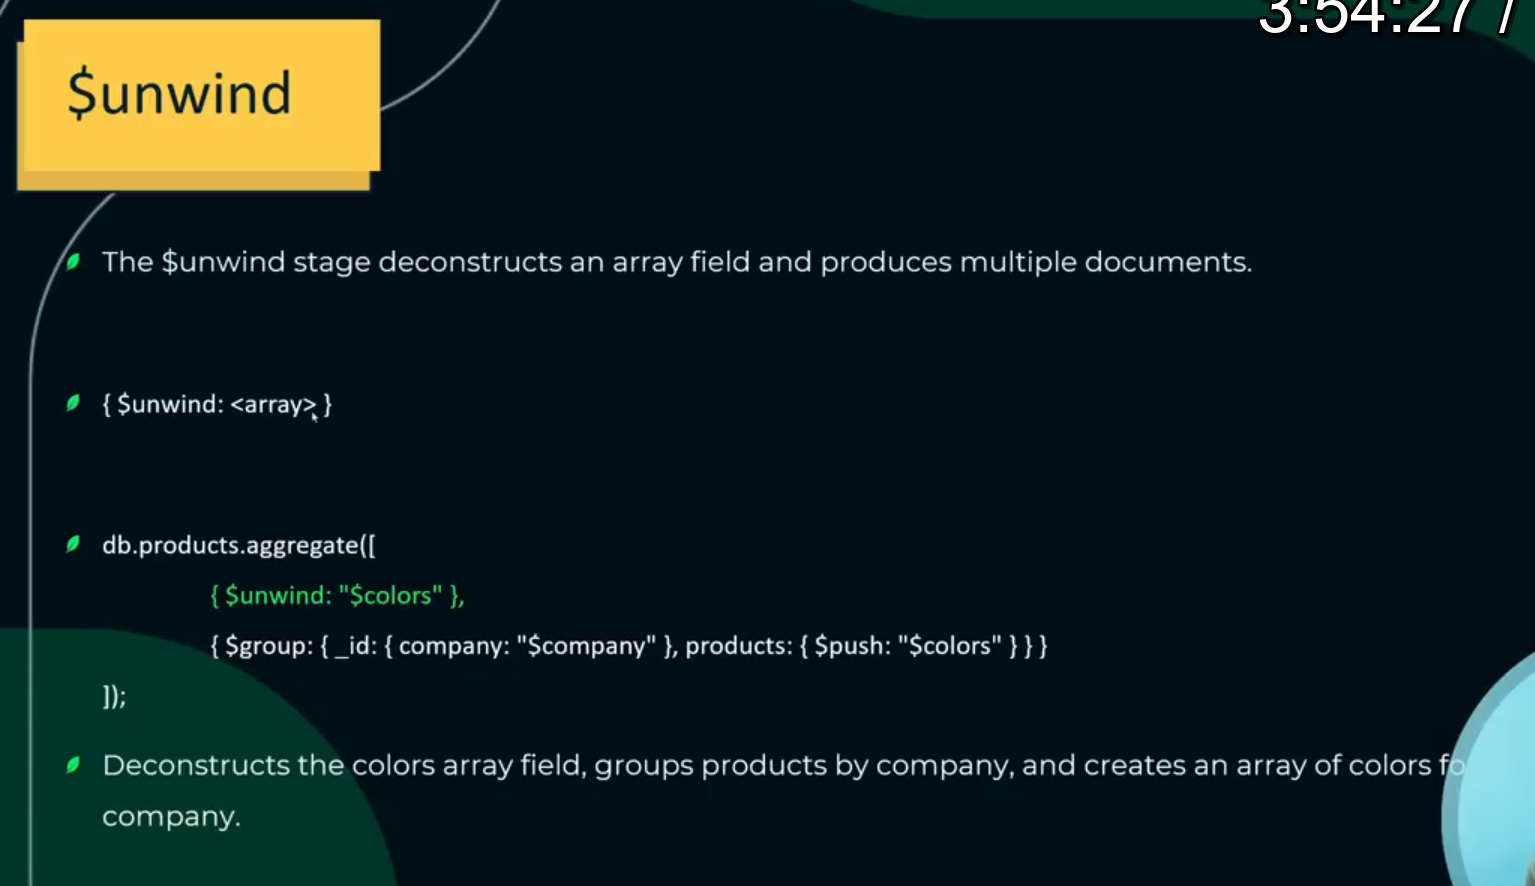 3:54:27 /
$unwind
The $unwind stage deconstructs an array field and produces multiple documents.
{ $unwind: <array> }
db.products.aggregate([
{ $unwind: "$colors" },
{ $group: { _id: { company: "$company" }, products: { $push: "$colors" } } }
]);
Deconstructs the colors array field, groups products by company, and creates an array of colors fo
company.